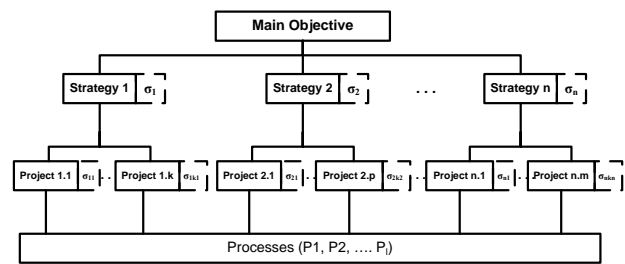 Main Objective
Strategy 1 σ1 Strategy 2 σ2 . . . Strategy n σn
Project 1.1 σ11 . . Project 1.k σ1k1 Project 2.1 σ21 . . Project 2.p σ2k2 . . Project n.1 σn1 . . Project n.m σnkn
Processes (P1, P2, …. Pl)